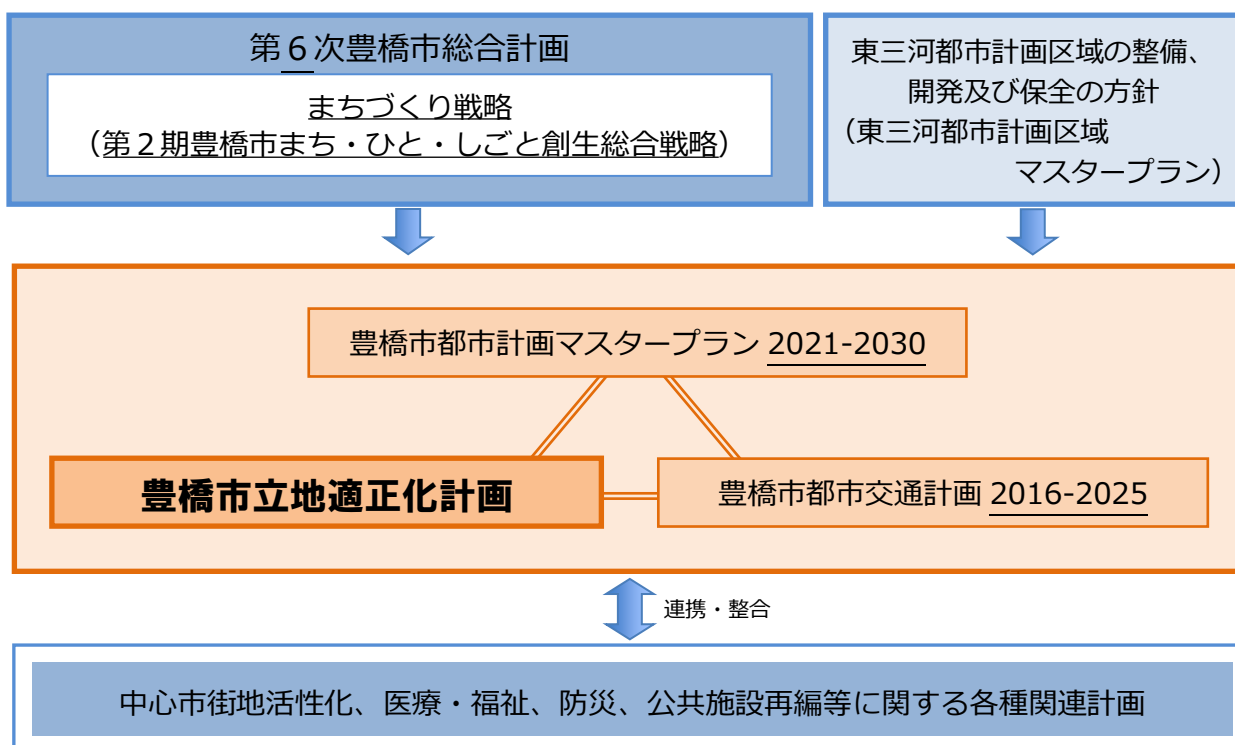 第６次豊橋市総合計画
まちづくり戦略
（第２期豊橋市まち・ひと・しごと創生総合戦略）
東三河都市計画区域の整備、
開発及び保全の方針
（東三河都市計画区域
マスタープラン）
豊橋市都市計画マスタープラン 2021-2030
豊橋市立地適正化計画
豊橋市都市交通計画 2016-2025
連携・整合
中心市街地活性化、医療・福祉、防災、公共施設再編等に関する各種関連計画